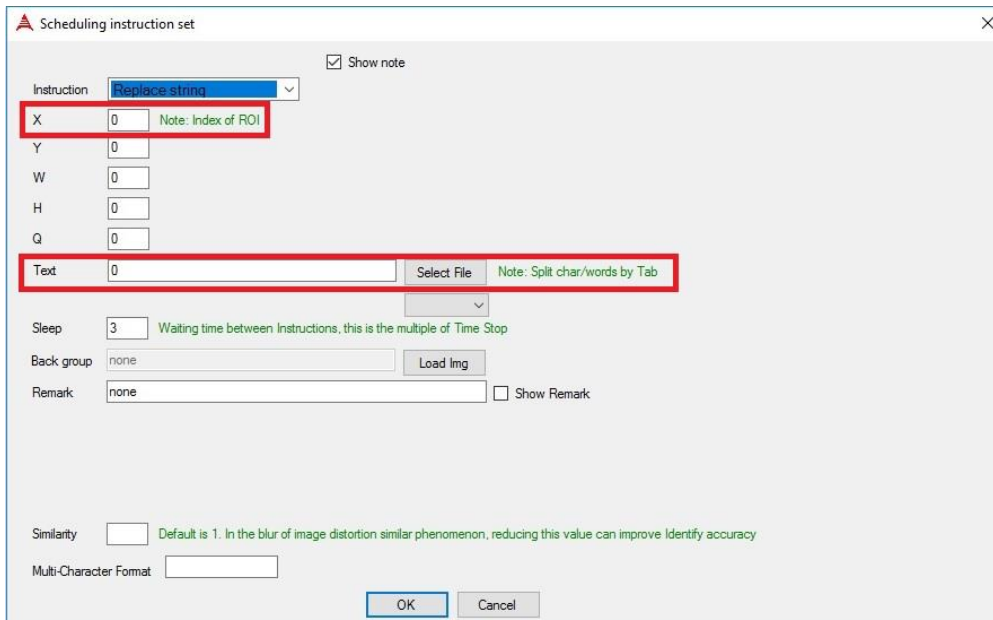 Scheduling instruction set
Show note
Instruction Replace string
X 0 Note: Index of ROI
Y 0
W 0
H 0
Q 0
Text 0 Select File Note: Split char/words by Tab
Sleep 3 Waiting time between Instructions, this is the multiple of Time Stop
Back group none Load Img
Remark none Show Remark
Similarity Default is 1. In the blur of image distortion similar phenomenon, reducing this value can improve Identify accuracy
Multi-Character Format
OK Cancel